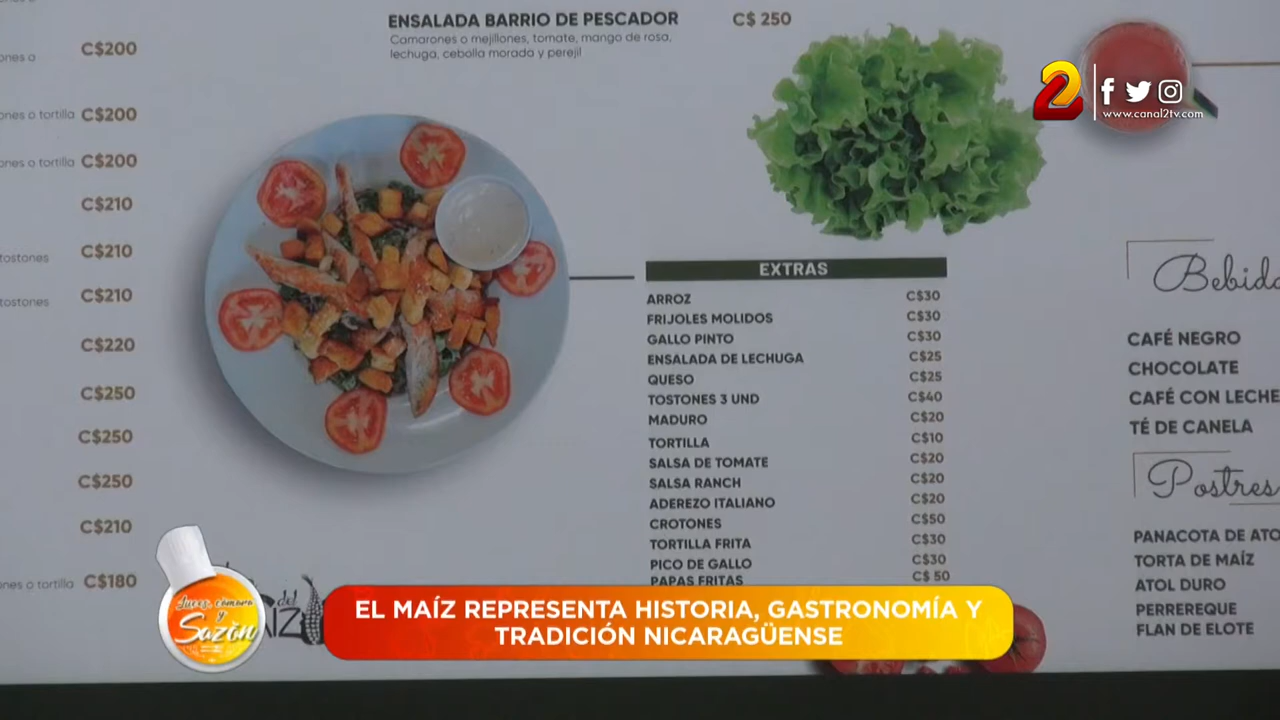 ENSALADA BARRIO DE PESCADOR C$ 250
Camarones o mejillones, tomate, mango de rosa,
lechuga, cebolla morada y perejil
C$200
ones o
ones o tortilla C$200
ones o tortilla C$200
C$210
tostones C$210
tostones C$210
C$220
C$250
C$250
C$250
C$210
ones o tortilla C$180
2
www.canal2tv.com
EXTRAS
ARROZ C$30
FRIJOLES MOLIDOS C$30
GALLO PINTO C$30
ENSALADA DE LECHUGA C$25
QUESO C$25
TOSTONES 3 UND C$40
MADURO C$20
TORTILLA C$10
SALSA DE TOMATE C$20
SALSA RANCH C$20
ADEREZO ITALIANO C$20
CROTONES C$50
TORTILLA FRITA C$30
PICO DE GALLO C$30
PAPAS FRITAS C$ 50
Bebida
CAFÉ NEGRO
CHOCOLATE
CAFÉ CON LECHE
TÉ DE CANELA
Postres
PANACOTA DE ATO
TORTA DE MAÍZ
ATOL DURO
PERREREQUE
FLAN DE ELOTE
del
Luces, cámara
y
Sazón
EL MAÍZ REPRESENTA HISTORIA, GASTRONOMÍA Y
TRADICIÓN NICARAGÜENSE